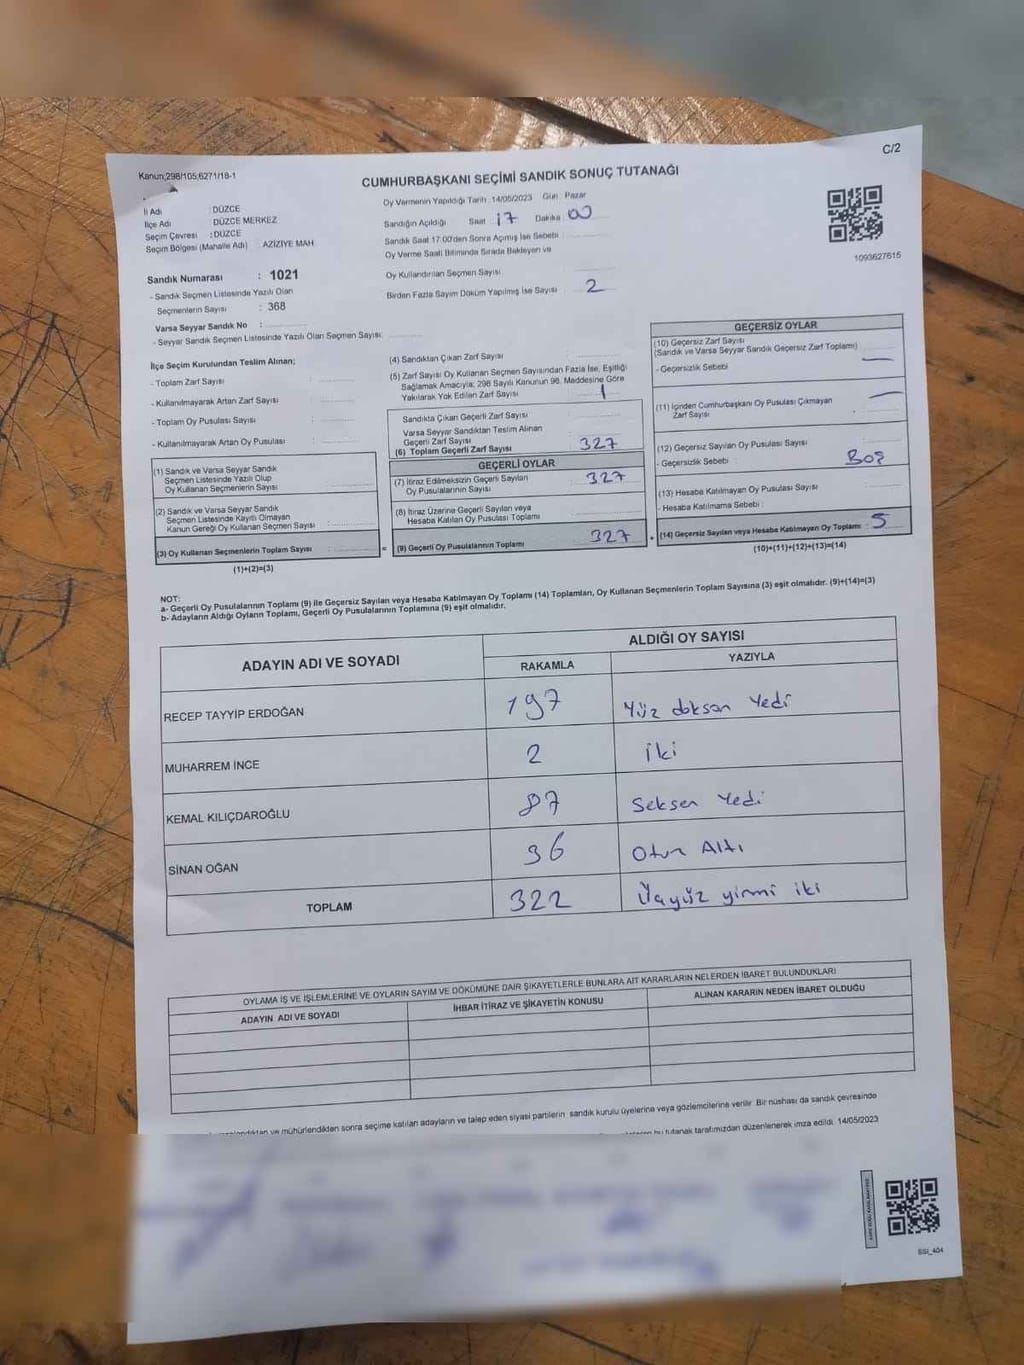 C/2
Kanun;298/105;6271/18-1
CUMHURBAŞKANI SEÇİMİ SANDIK SONUÇ TUTANAĞI
1093627615
İl Adı : DÜZCE
İlçe Adı : DÜZCE MERKEZ
Seçim Çevresi : DÜZCE
Seçim Bölgesi (Mahalle Adı) AZİZİYE MAH
Sandık Numarası : 1021
- Sandık Seçmen Listesinde Yazılı Olan
Seçmenlerin Sayısı : 368
Varsa Seyyar Sandık No :
- Seyyar Sandık Seçmen Listesinde Yazılı Olan Seçmen Sayısı:
Oy Vermenin Yapıldığı Tarih : 14/05/2023 Gün : Pazar
Sandığın Açıldığı Saat : 17 Dakika : 00
Sandık Saat 17:00'den Sonra Açılmış İse Sebebi :
Oy Verme Saati Bitiminde Sırada Bekleyen ve
Oy Kullandırılan Seçmen Sayısı
Birden Fazla Sayım Döküm Yapılmış İse Sayısı : 2
İlçe Seçim Kurulundan Teslim Alınan;
- Toplam Zarf Sayısı :
- Kullanılmayarak Artan Zarf Sayısı :
- Toplam Oy Pusulası Sayısı :
- Kullanılmayarak Artan Oy Pusulası :
(1) Sandık ve Varsa Seyyar Sandık
Seçmen Listesinde Yazılı Olup
Oy Kullanan Seçmenlerin Sayısı
(2) Sandık ve Varsa Seyyar Sandık
Seçmen Listesinde Kayıtlı Olmayan
Kanun Gereği Oy Kullanan Seçmen Sayısı :
(3) Oy Kullanan Seçmenlerin Toplam Sayısı :
(1)+(2)=(3)
(4) Sandıktan Çıkan Zarf Sayısı :
(5) Zarf Sayısı Oy Kullanan Seçmen Sayısından Fazla İse, Eşitliği
Sağlamak Amacıyla; 298 Sayılı Kanunun 98. Maddesine Göre
Yakılarak Yok Edilen Zarf Sayısı : 1
Sandıkta Çıkan Geçerli Zarf Sayısı :
Varsa Seyyar Sandıktan Teslim Alınan
Geçerli Zarf Sayısı :
(6) Toplam Geçerli Zarf Sayısı : 327
GEÇERLİ OYLAR
(7) İtiraz Edilmeksizin Geçerli Sayılan
Oy Pusulalarının Sayısı : 327
(8) İtiraz Üzerine Geçerli Sayılan veya
Hesaba Katılan Oy Pusulası Toplamı :
= (9) Geçerli Oy Pusulalarının Toplamı : 327 +
GEÇERSİZ OYLAR
(10) Geçersiz Zarf Sayısı
(Sandık ve Varsa Seyyar Sandık Geçersiz Zarf Toplamı) :
- Geçersizlik Sebebi : —
(11) İçinden Cumhurbaşkanı Oy Pusulası Çıkmayan —
Zarf Sayısı :
(12) Geçersiz Sayılan Oy Pusulası Sayısı :
- Geçersizlik Sebebi : Boş
(13) Hesaba Katılmayan Oy Pusulası Sayısı :
- Hesaba Katılmama Sebebi :
(14) Geçersiz Sayılan veya Hesaba Katılmayan Oy Toplamı : 5
(10)+(11)+(12)+(13)=(14)
NOT:
a- Geçerli Oy Pusulalarının Toplamı (9) ile Geçersiz Sayılan veya Hesaba Katılmayan Oy Toplamı (14) Toplamları, Oy Kullanan Seçmenlerin Toplam Sayısına (3) eşit olmalıdır. (9)+(14)=(3)
b- Adayların Aldığı Oyların Toplamı, Geçerli Oy Pusulalarının Toplamına (9) eşit olmalıdır.
ADAYIN ADI VE SOYADI ALDIĞI OY SAYISI
RAKAMLA YAZIYLA
RECEP TAYYİP ERDOĞAN 197 Yüz doksan Yedi
MUHARREM İNCE 2 iki
KEMAL KILIÇDAROĞLU 87 Seksen Yedi
SİNAN OĞAN 36 Otuz Altı
TOPLAM 322 Üçyüz yirmi iki
OYLAMA İŞ VE İŞLEMLERİNE VE OYLARIN SAYIM VE DÖKÜMÜNE DAİR ŞİKAYETLERLE BUNLARA AİT KARARLARIN NELERDEN İBARET BULUNDUKLARI
ADAYIN ADI VE SOYADI İHBAR İTİRAZ VE ŞİKAYETİN KONUSU ALINAN KARARIN NEDEN İBARET OLDUĞU
ve mühürlendikten sonra seçime katılan adayların ve talep eden siyasi partilerin sandık kurulu üyelerine veya gözlemcilerine verilir. Bir nüshası da sandık çevresinde
bu tutanak tarafımızdan düzenlenerek imza edildi. 14/05/2023